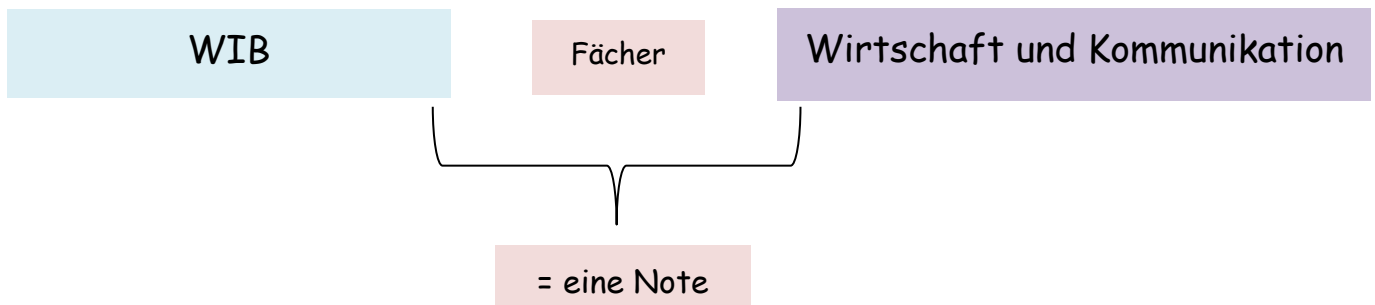 WIB
Fächer
Wirtschaft und Kommunikation
= eine Note